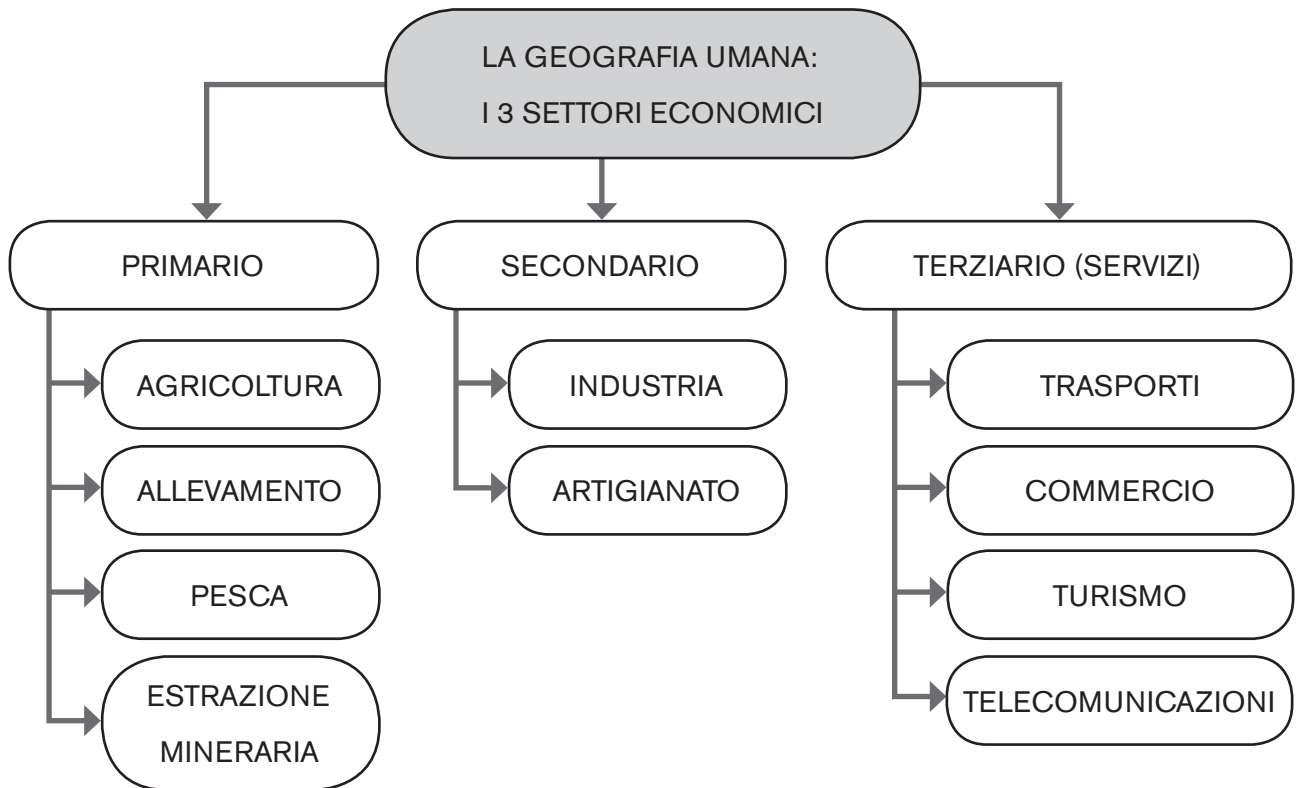 LA GEOGRAFIA UMANA:
I 3 SETTORI ECONOMICI
PRIMARIO
AGRICOLTURA
ALLEVAMENTO
PESCA
ESTRAZIONE
MINERARIA
SECONDARIO
INDUSTRIA
ARTIGIANATO
TERZIARIO (SERVIZI)
TRASPORTI
COMMERCIO
TURISMO
TELECOMUNICAZIONI